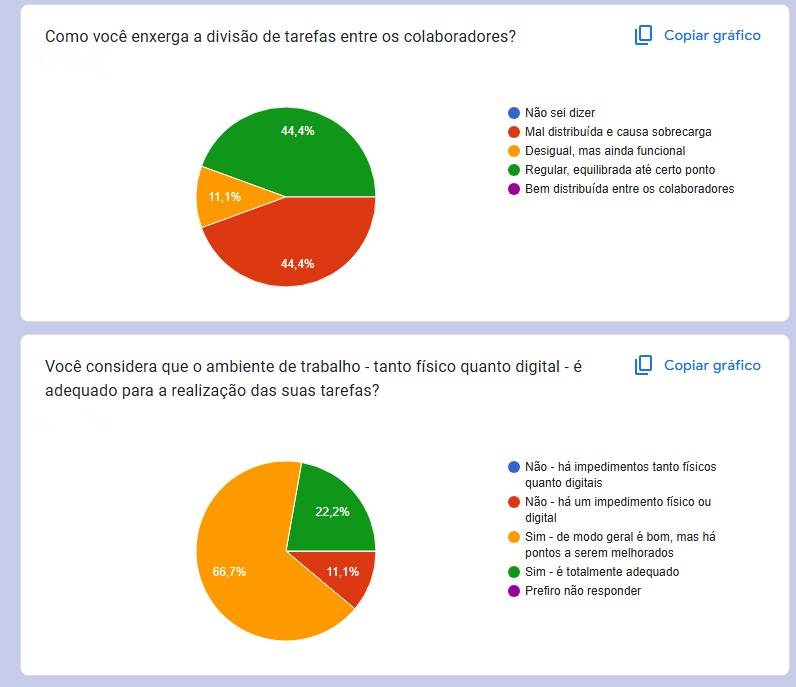 Como você enxerga a divisão de tarefas entre os colaboradores?
Copiar gráfico
44,4%
11,1%
44,4%
Não sei dizer
Mal distribuída e causa sobrecarga
Desigual, mas ainda funcional
Regular, equilibrada até certo ponto
Bem distribuída entre os colaboradores
Você considera que o ambiente de trabalho - tanto físico quanto digital - é
adequado para a realização das suas tarefas?
Copiar gráfico
22,2%
66,7%
11,1%
Não - há impedimentos tanto físicos
quanto digitais
Não - há um impedimento físico ou
digital
Sim - de modo geral é bom, mas há
pontos a serem melhorados
Sim - é totalmente adequado
Prefiro não responder